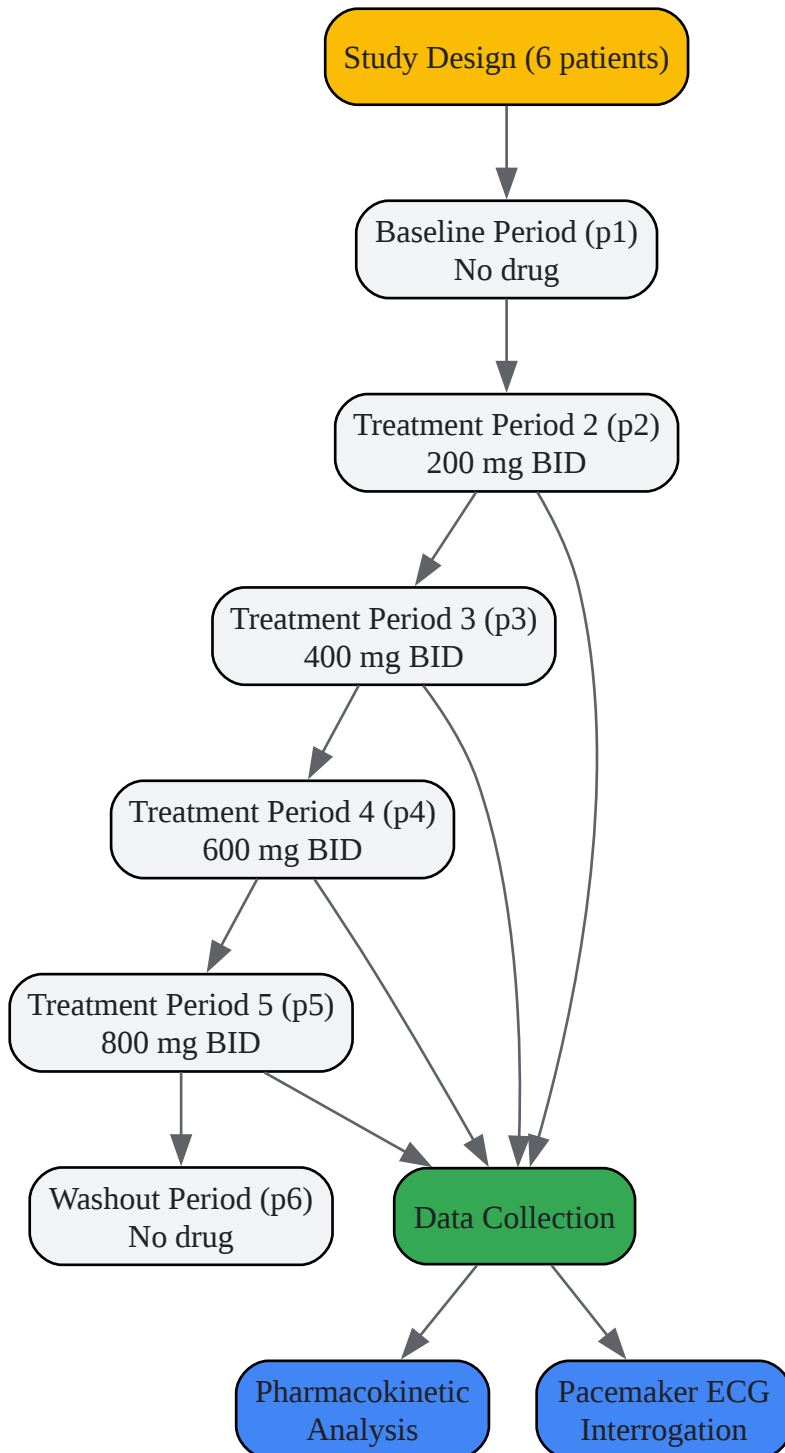 Study Design (6 patients)
Baseline Period (p1)
No drug
Treatment Period 2 (p2)
200 mg BID
Treatment Period 3 (p3)
400 mg BID
Treatment Period 4 (p4)
600 mg BID
Treatment Period 5 (p5)
800 mg BID
Washout Period (p6)
No drug
Data Collection
Pharmacokinetic
Analysis
Pacemaker ECG
Interrogation